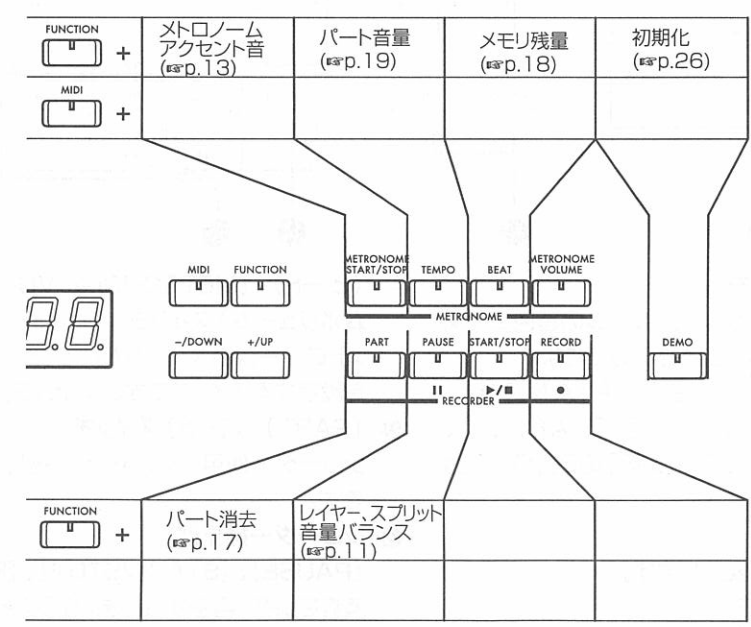 FUNCTION
+
メトロノーム
アクセント音
(☞p.13)
パート音量
(☞p.19)
メモリ残量
(☞p.18)
初期化
(☞p.26)
MIDI
+
MIDI FUNCTION
METRONOME
START/STOP
TEMPO
BEAT
METRONOME
VOLUME
METRONOME
8.8.
–/DOWN +/UP
PART
PAUSE
START/STOP
RECORD
DEMO
II
▶/■
●
RECORDER
FUNCTION
+
パート消去
(☞p.17)
レイヤー、スプリット
音量バランス
(☞p.11)